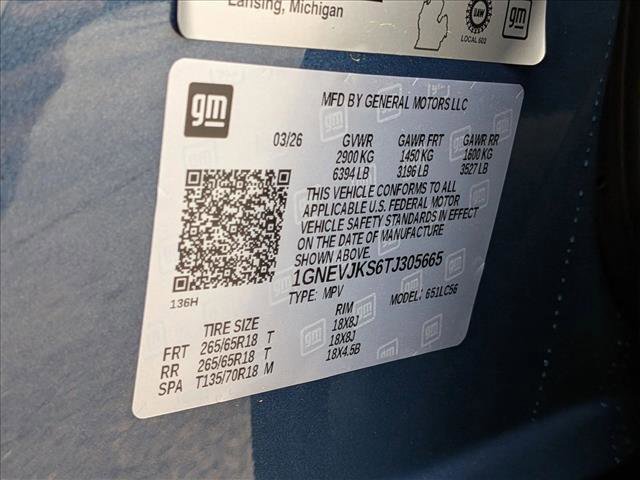 Lansing, Michigan
UAW
LOCAL 602
gm
gm
MFD BY GENERAL MOTORS LLC
03/26 GVWR GAWR FRT GAWR RR
2900 KG 1450 KG 1600 KG
6394 LB 3196 LB 3527 LB
THIS VEHICLE CONFORMS TO ALL
APPLICABLE U.S. FEDERAL MOTOR
VEHICLE SAFETY STANDARDS IN EFFECT
ON THE DATE OF MANUFACTURE
SHOWN ABOVE.
1GNEVJKS6TJ305665
136H
TYPE: MPV MODEL: 651LC56
TIRE SIZE RIM
FRT 265/65R18 T 18X8J
RR 265/65R18 T 18X8J
SPA T135/70R18 M 18X4.5B